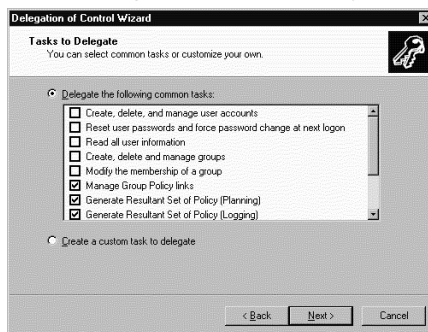 Delegation of Control Wizard
Tasks to Delegate
You can select common tasks or customize your own.
Delegate the following common tasks:
Create, delete, and manage user accounts
Reset user passwords and force password change at next logon
Read all user information
Create, delete and manage groups
Modify the membership of a group
Manage Group Policy links
Generate Resultant Set of Policy (Planning)
Generate Resultant Set of Policy (Logging)
Create a custom task to delegate
< Back
Next >
Cancel